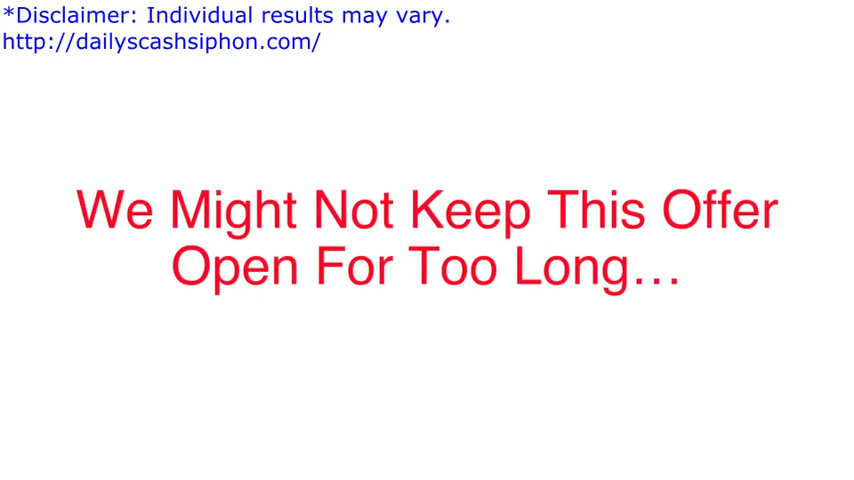 *Disclaimer: Individual results may vary.
http://dailyscashsiphon.com/
We Might Not Keep This Offer
Open For Too Long...